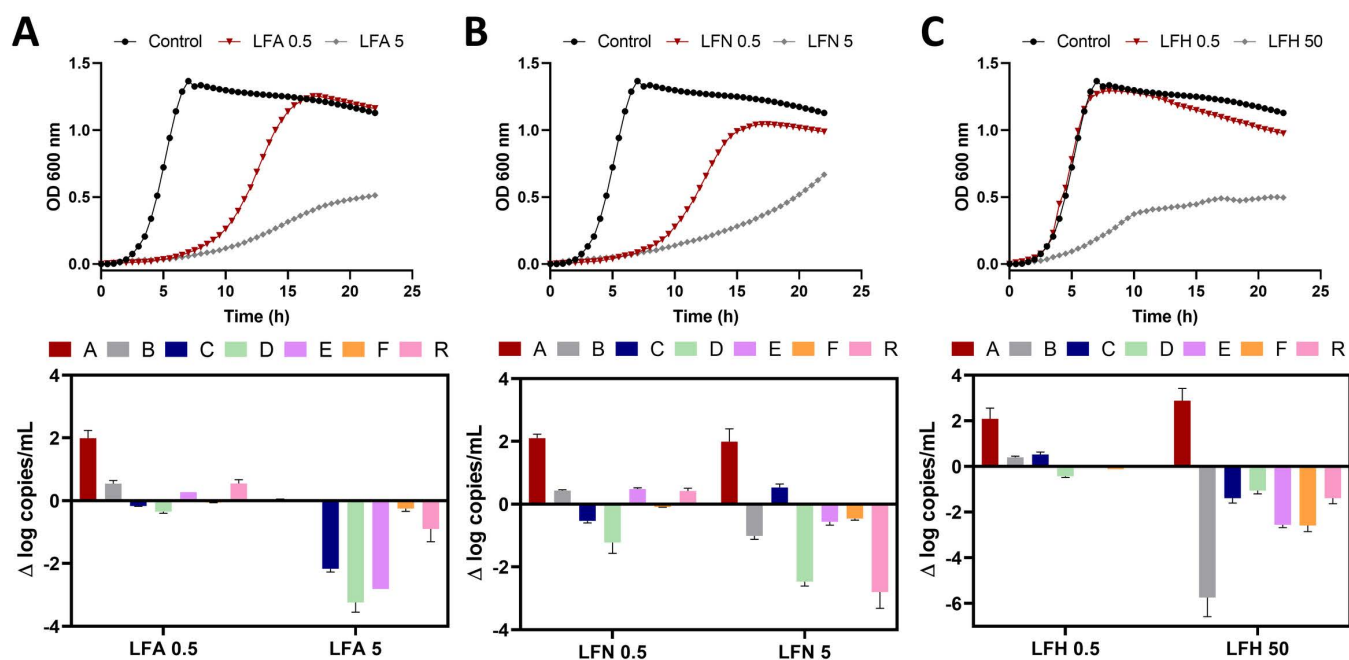 A
Control LFA 0.5 LFA 5
1.5
1.0
0.5
0.0
OD 600 nm
0 5 10 15 20 25
Time (h)
B
Control LFN 0.5 LFN 5
1.5
1.0
0.5
0.0
OD 600 nm
0 5 10 15 20 25
Time (h)
C
Control LFH 0.5 LFH 50
1.5
1.0
0.5
0.0
OD 600 nm
0 5 10 15 20 25
Time (h)
A B C D E F R
4
2
0
-2
-4
Δ log copies/mL
LFA 0.5 LFA 5
A B C D E F R
4
2
0
-2
-4
Δ log copies/mL
LFN 0.5 LFN 5
A B C D E F R
4
2
0
-2
-4
-6
Δ log copies/mL
LFH 0.5 LFH 50